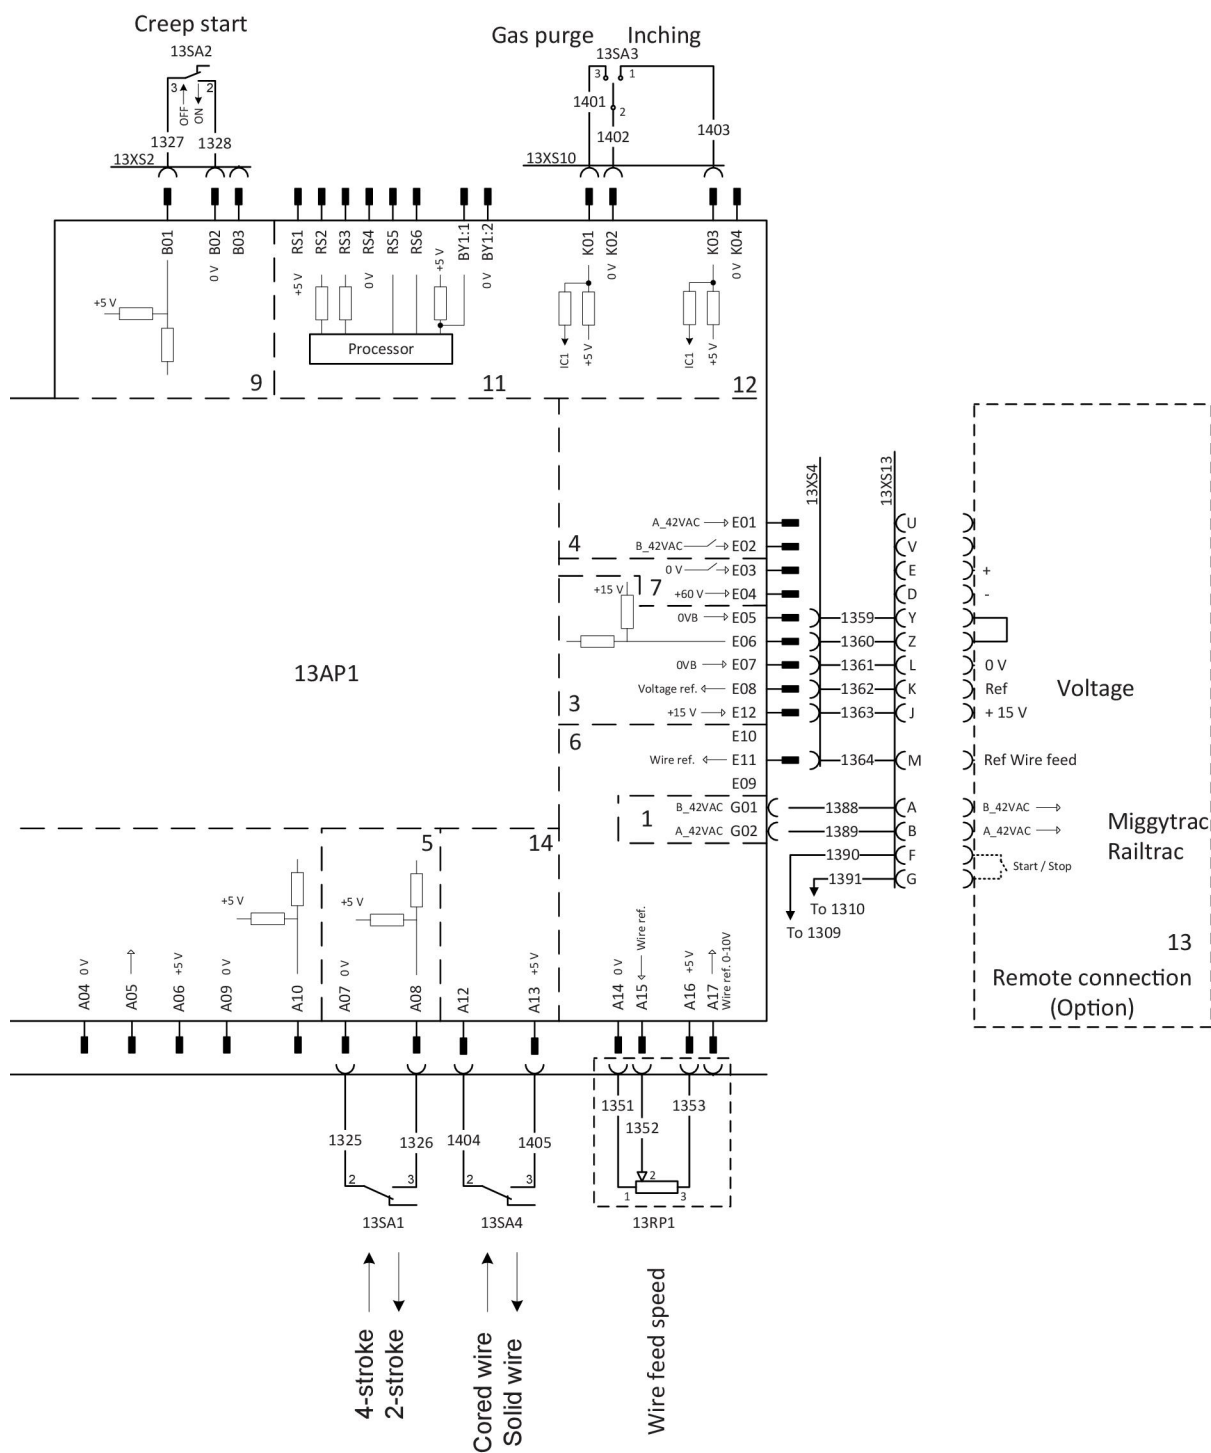 Creep start
13SA2
3
2
OFF
ON
1327
1328
13XS2
Gas purge
Inching
13SA3
3
1
2
1401
1402
1403
13XS10
B01
B02
B03
0 V
+5 V
9
RS1
RS2
RS3
RS4
RS5
RS6
BY1:1
BY1:2
+5 V
0 V
+5 V
0 V
Processor
11
K01
K02
K03
K04
0 V
0 V
IC1
+5 V
IC1
+5 V
12
13AP1
13XS4
13XS13
A_42VAC
E01
U
B_42VAC
E02
V
4
0 V
E03
E
+
7
+60 V
E04
D
-
+15 V
0VB
E05
1359
Y
E06
1360
Z
0VB
E07
1361
L
0 V
Voltage ref.
E08
1362
K
Ref
Voltage
3
+15 V
E12
1363
J
+ 15 V
6
E10
Wire ref.
E11
1364
M
Ref Wire feed
E09
1
B_42VAC
G01
1388
A
B_42VAC
A_42VAC
G02
1389
B
A_42VAC
Miggytrac
Railtrac
1390
F
1391
G
Start / Stop
To 1310
To 1309
13
Remote connection
(Option)
5
14
+5 V
+5 V
A04
0 V
A05
A06
+5 V
A09
0 V
A10
A07
0 V
A08
A12
A13
+5 V
A14
0 V
A15
Wire ref.
A16
+5 V
A17
Wire ref. 0-10V
1325
1326
1404
1405
1351
1352
1353
2
3
2
3
1
2
3
13SA1
13SA4
13RP1
4-stroke
2-stroke
Cored wire
Solid wire
Wire feed speed